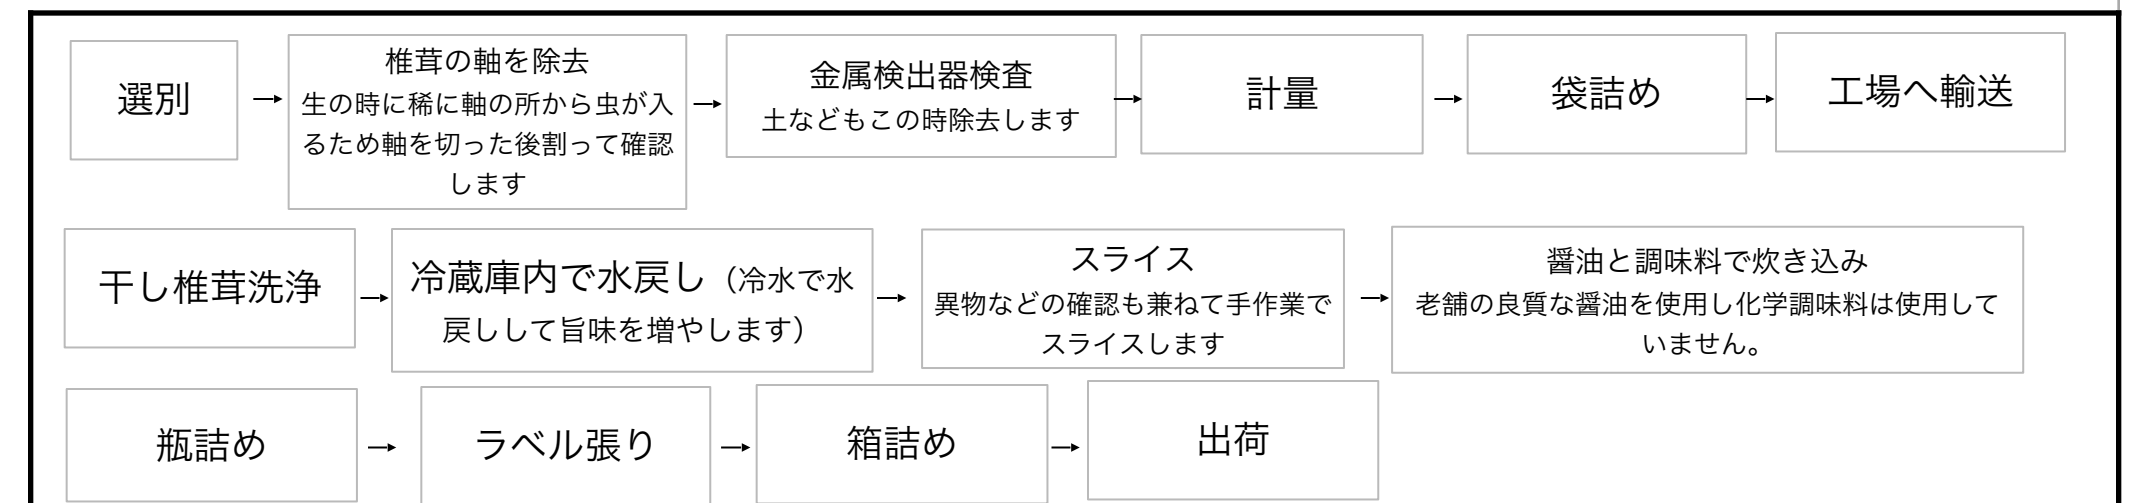 選別
椎茸の軸を除去
生の時に稀に軸の所から虫が入
るため軸を切った後割って確認
します
金属検出器検査
土などもこの時除去します
計量
袋詰め
工場へ輸送
干し椎茸洗浄
冷蔵庫内で水戻し（冷水で水
戻しして旨味を増やします）
スライス
異物などの確認も兼ねて手作業で
スライスします
醤油と調味料で炊き込み
老舗の良質な醤油を使用し化学調味料は使用して
いません。
瓶詰め
ラベル張り
箱詰め
出荷